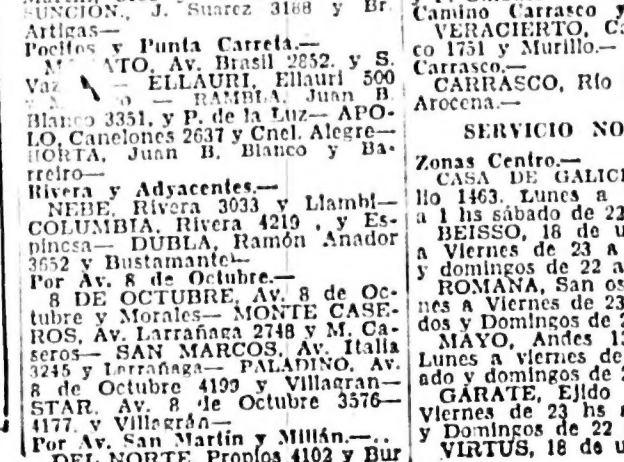 UNCION., J. Suarez 3188 y Br.
Artigas—
Pocitos y Punta Carreta.—
ATO, Av. Brasil 2852. y S.
Vaz — ELLAURI, Ellauri 500
— RAMBLA, Juan B.
Blanco 3351, y P. de la Luz— APO-
LO, Canelones 2637 y Cnel. Alegre—
HORTA, Juan B. Blanco y Ba-
rreiro—
Rivera y Adyacentes.—
NEBE, Rivera 3033 y Llambi—
COLUMBIA, Rivera 4219 , y Es-
pinosa— DUBLA, Ramón Anador
3652 y Bustamante—
Por Av. 8 de Octubre.—
8 DE OCTUBRE, Av. 8 de Oc-
tubre y Morales— MONTE CASE-
ROS, Av. Larrañaga 2748 y M. Ca-
seros— SAN MARCOS, Av. Italia
3245 y Larrañaga— PALADINO, Av.
8 de Octubre 4199 y Villagran—
STAR, Av. 8 de Octubre 3576—
4177. y Villagrán—
Por Av. San Martin y Millán.—..
DEL NORTE, Propios 4102 y Bur
Camino Carrasco y
VERACIERTO, C
co 1751 y Murillo.—
Carrasco.—
CARRASCO, Rio
Arocena.—
SERVICIO NO
Zonas Centro.—
CASA DE GALICI
llo 1463. Lunes a
a 1 hs sábado de 22
BEISSO, 18 de
a Viernes de 23 a
y domingos de 22 a
ROMANA, San os
nes a Viernes de 23
dos y Domingos de
MAYO, Andes 1
Lunes a viernes de
ado y domingos de
GARATE, Ejido
Viernes de 23 hs
y Domingos de 22
VIRTUS, 18 de